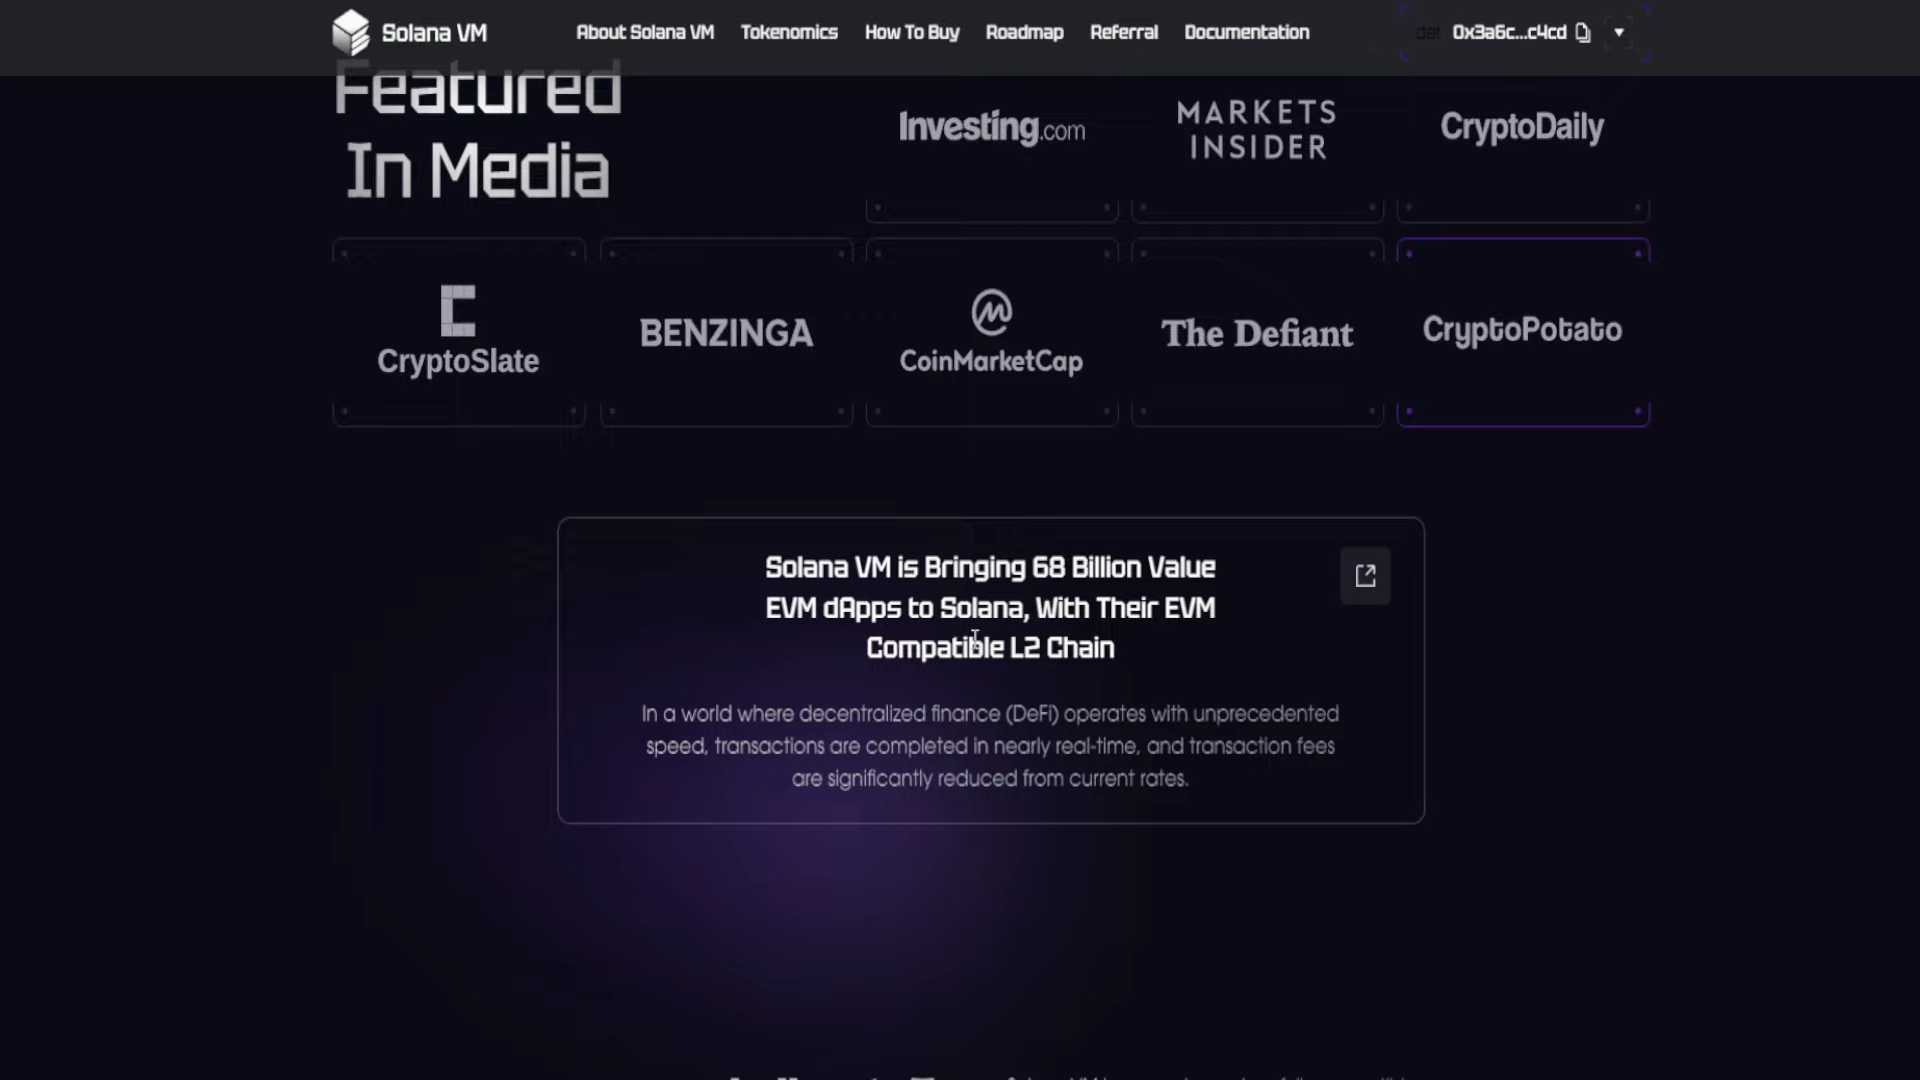 Solana VM
About Solana VM
Tokenomics
How To Buy
Roadmap
Referral
Documentation
0x3a6c...c4cd
Featured
In Media
Investing.com
MARKETS
INSIDER
CryptoDaily
CryptoSlate
BENZINGA
CoinMarketCap
The Defiant
CryptoPotato
Solana VM is Bringing 68 Billion Value
EVM dApps to Solana, With Their EVM
Compatible L2 Chain
In a world where decentralized finance (DeFi) operates with unprecedented
speed, transactions are completed in nearly real-time, and transaction fees
are significantly reduced from current rates.